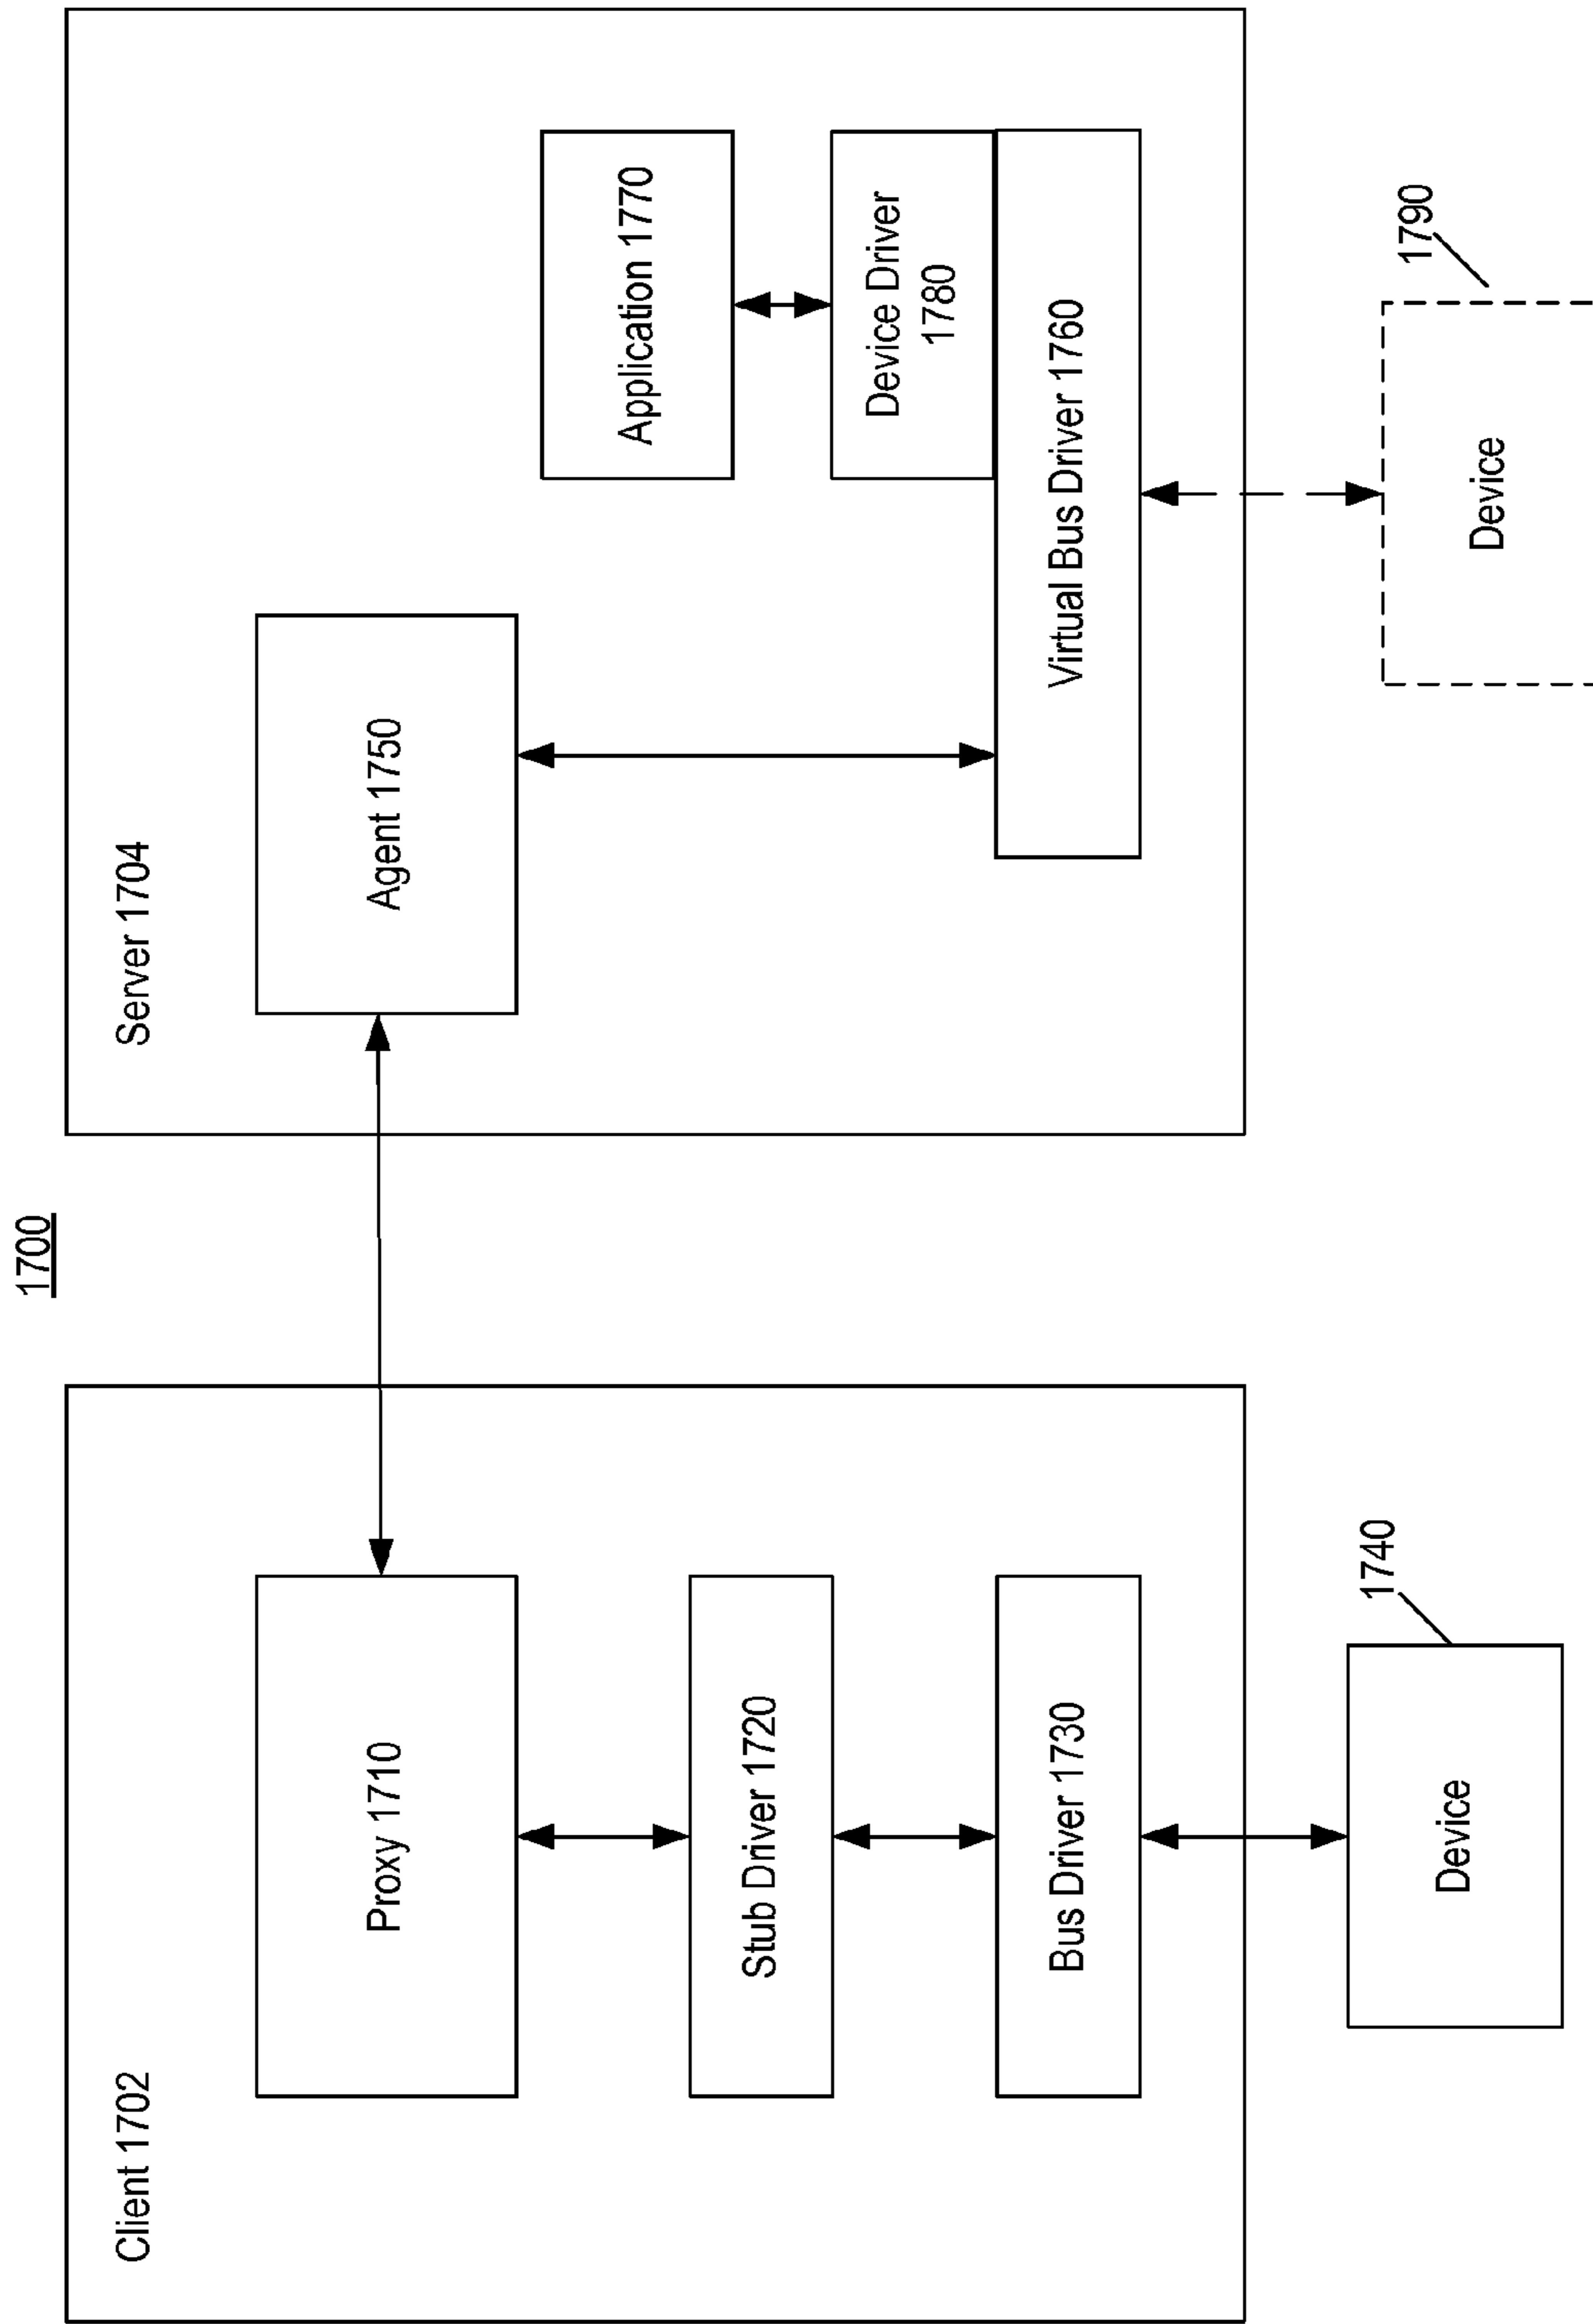 1700
Client 1702
Proxy 1710
Stub Driver 1720
Bus Driver 1730
Device
1740
Server 1704
Agent 1750
Application 1770
Device Driver
1780
Virtual Bus Driver 1760
Device
1790